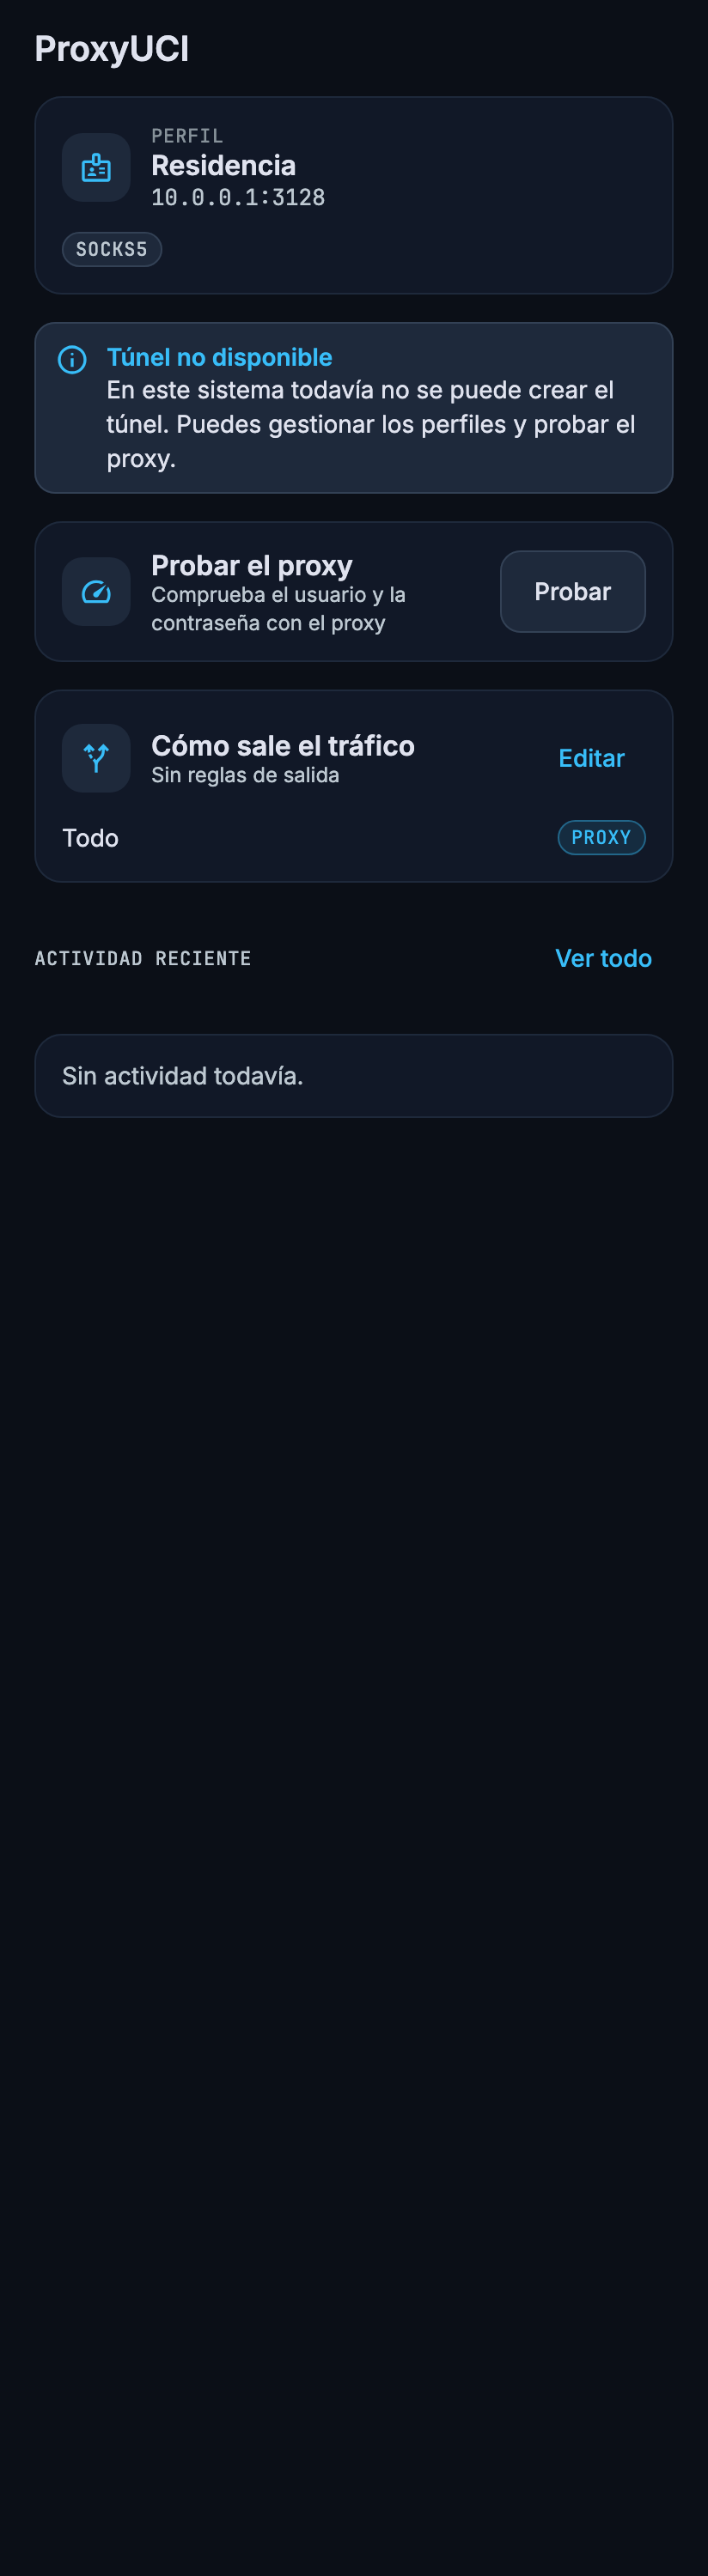 ProxyUCI
PERFIL
Residencia
10.0.0.1:3128
SOCKS5
Túnel no disponible
En este sistema todavía no se puede crear el
túnel. Puedes gestionar los perfiles y probar el
proxy.
Probar el proxy
Comprueba el usuario y la
contraseña con el proxy
Probar
Cómo sale el tráfico
Sin reglas de salida
Editar
Todo
PROXY
ACTIVIDAD RECIENTE
Ver todo
Sin actividad todavía.